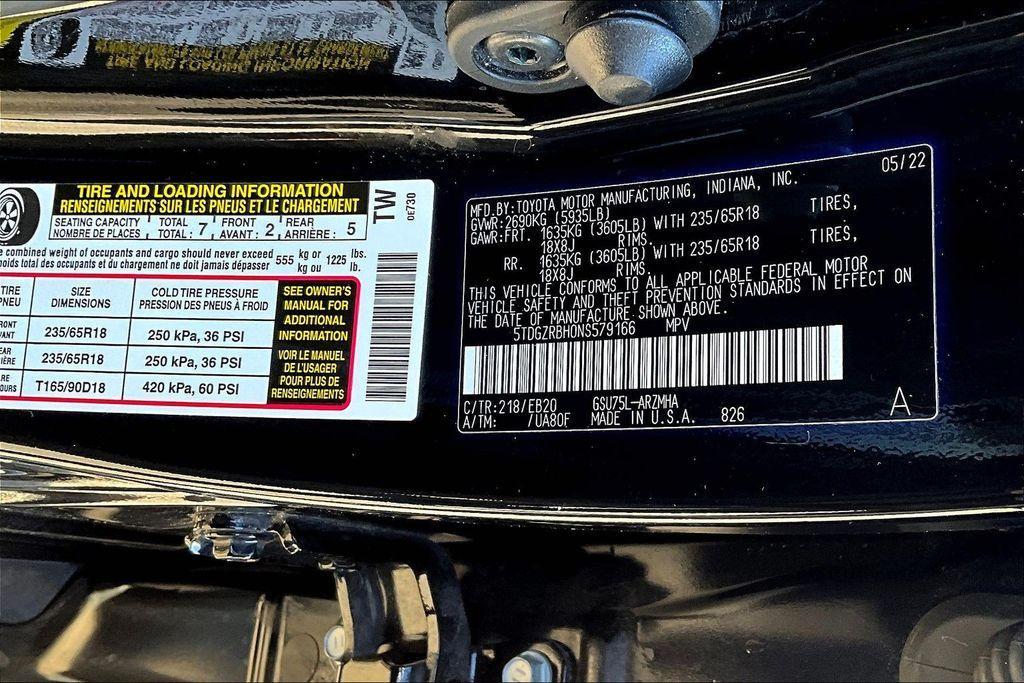 TIRE AND LOADING INFORMATION
RENSEIGNEMENTS SUR LES PNEUS ET LE CHARGEMENT
SEATING CAPACITY TOTAL 7 FRONT 2 REAR 5
NOMBRE DE PLACES TOTAL: AVANT: ARRIÈRE:
combined weight of occupants and cargo should never exceed 555 kg or 1225 lbs.
poids total des occupants et du chargement ne doit jamais dépasser kg ou lb.
TIRE SIZE COLD TIRE PRESSURE
PNEU DIMENSIONS PRESSION DES PNEUS À FROID
235/65R18 250 kPa, 36 PSI
235/65R18 250 kPa, 36 PSI
T165/90D18 420 kPa, 60 PSI
SEE OWNER'S
MANUAL FOR
ADDITIONAL
INFORMATION
VOIR LE MANUEL
DE L'USAGER
POUR PLUS DE
RENSEIGNEMENTS
TW
0E730
05/22
MFD.BY:TOYOTA MOTOR MANUFACTURING, INDIANA, INC.
GVWR:2690KG (5935LB)
GAWR:FRT. 1635KG (3605LB) WITH 235/65R18 TIRES,
18X8J RIMS.
RR. 1635KG (3605LB) WITH 235/65R18 TIRES,
18X8J RIMS.
THIS VEHICLE CONFORMS TO ALL APPLICABLE FEDERAL MOTOR
VEHICLE SAFETY AND THEFT PREVENTION STANDARDS IN EFFECT ON
THE DATE OF MANUFACTURE SHOWN ABOVE.
5TDGZRBH0NS579166 MPV
C/TR:218/EB20 GSU75L-ARZMHA
A/TM: /UA80F MADE IN U.S.A. 826
A